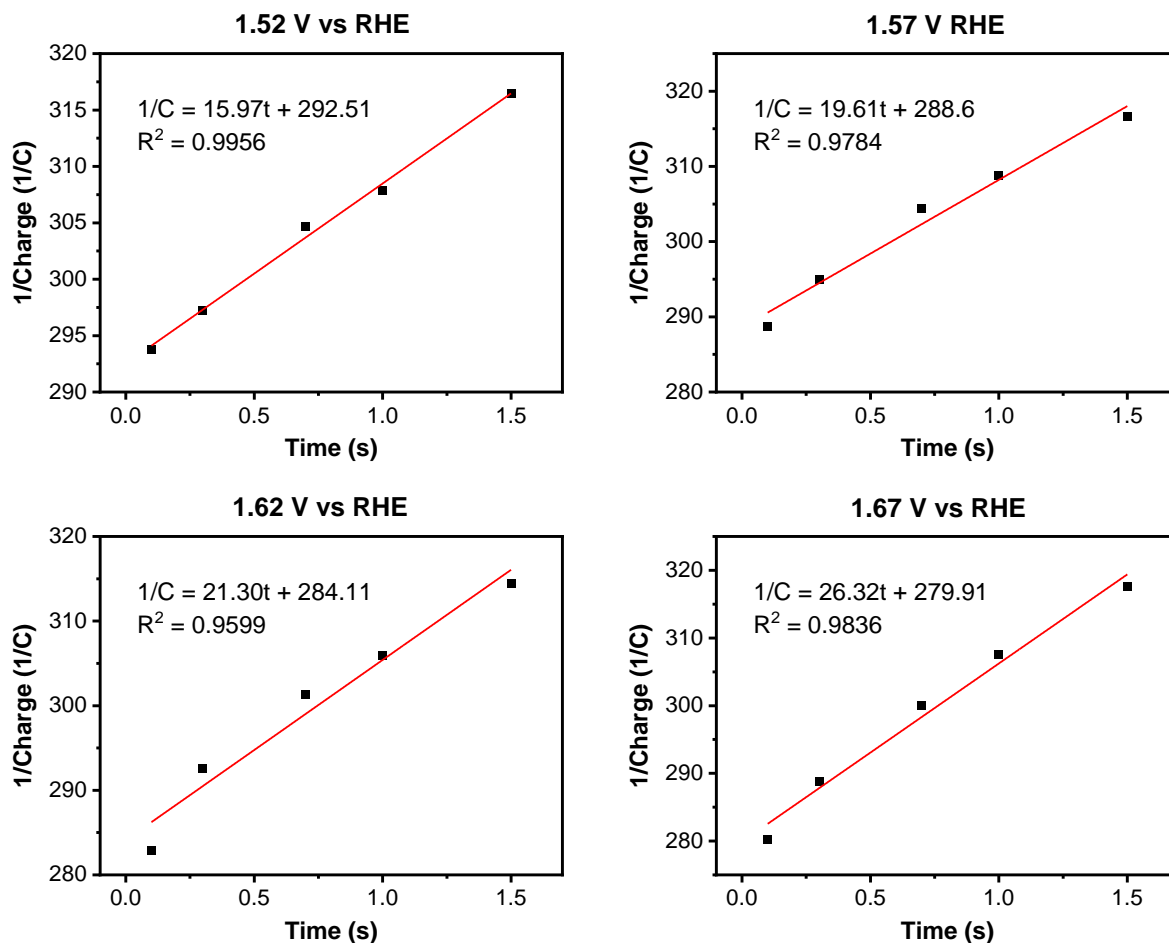 1.52 V vs RHE
1/C = 15.97t + 292.51
R² = 0.9956
320
315
310
305
300
295
290
0.0 0.5 1.0 1.5
1/Charge (1/C)
Time (s)
1.57 V RHE
1/C = 19.61t + 288.6
R² = 0.9784
320
310
300
290
280
0.0 0.5 1.0 1.5
1/Charge (1/C)
Time (s)
1.62 V vs RHE
1/C = 21.30t + 284.11
R² = 0.9599
320
310
300
290
280
0.0 0.5 1.0 1.5
1/Charge (1/C)
Time (s)
1.67 V vs RHE
1/C = 26.32t + 279.91
R² = 0.9836
320
310
300
290
280
0.0 0.5 1.0 1.5
1/Charge (1/C)
Time (s)